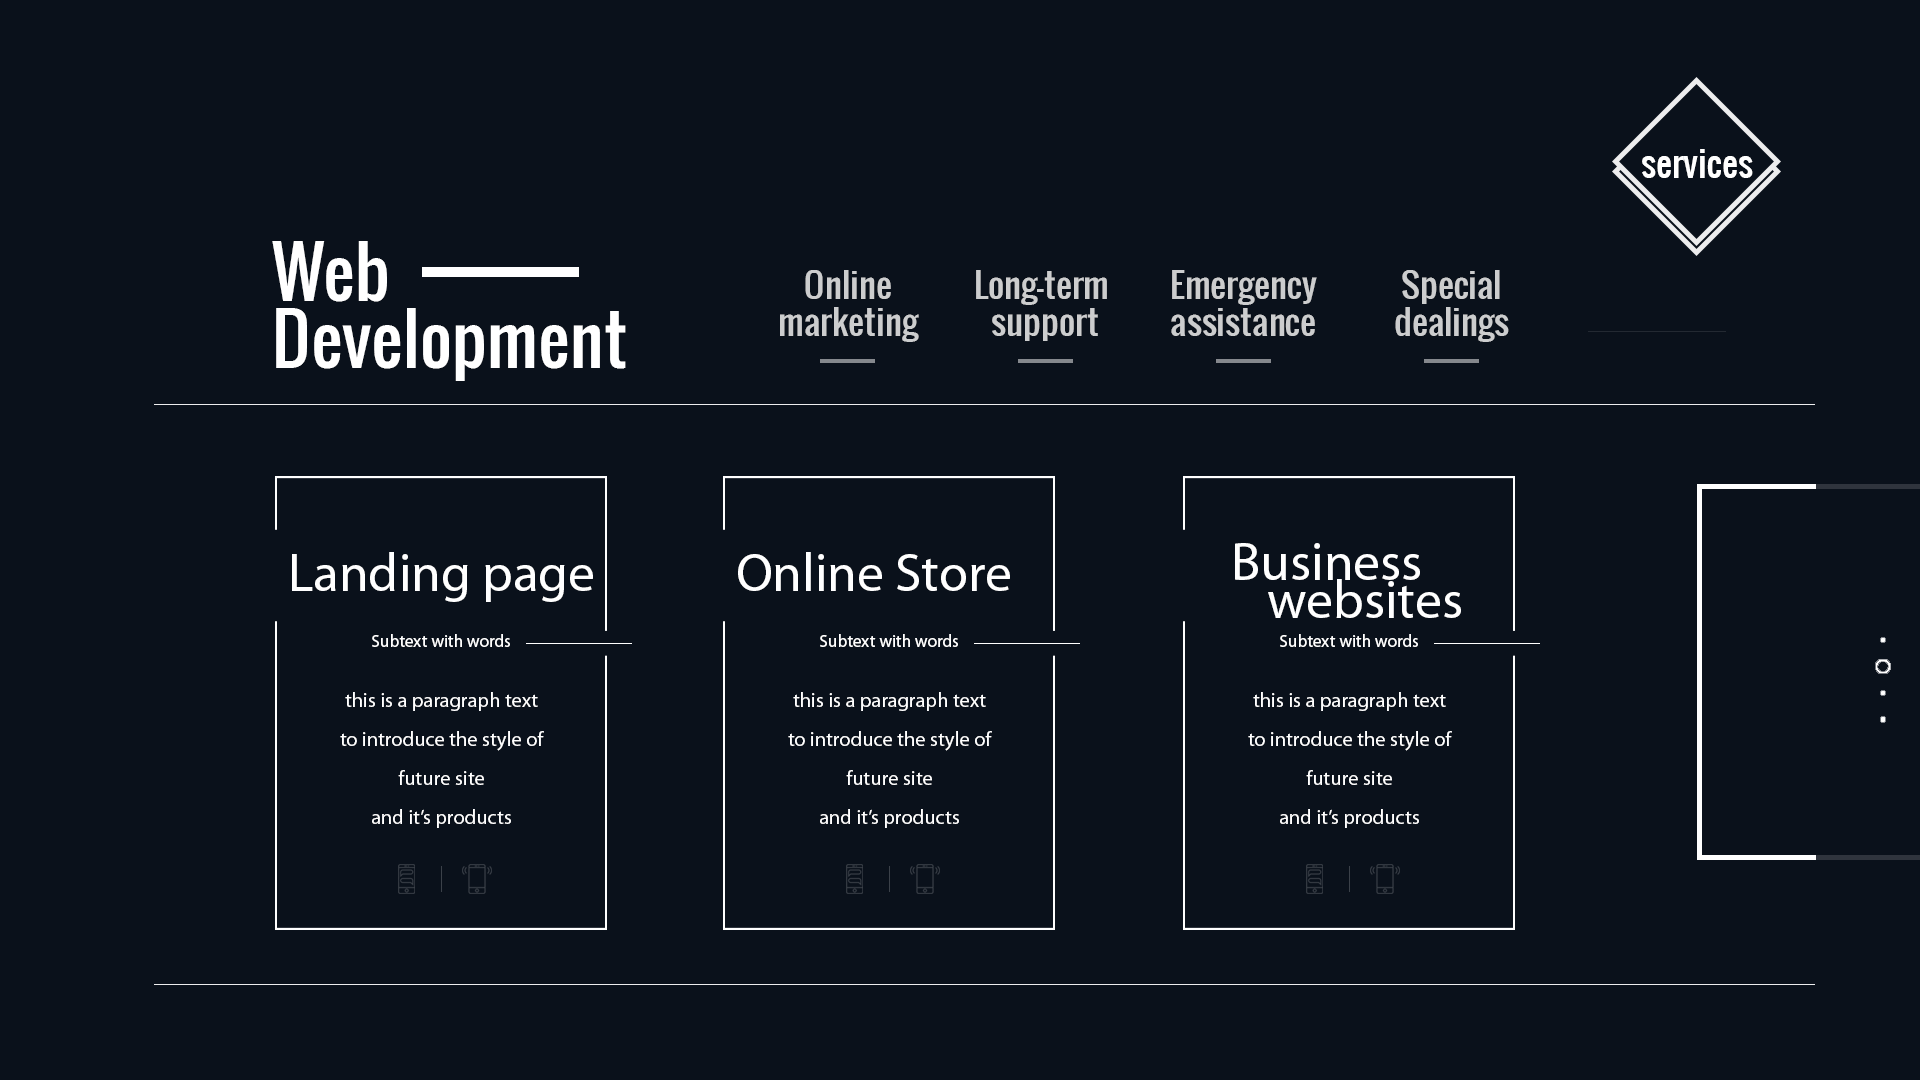 services
Web
Development
Online
marketing
Long-term
support
Emergency
assistance
Special
dealings
Landing page
Subtext with words
this is a paragraph text
to introduce the style of
future site
and it’s products
Online Store
Subtext with words
this is a paragraph text
to introduce the style of
future site
and it’s products
Business
websites
Subtext with words
this is a paragraph text
to introduce the style of
future site
and it’s products